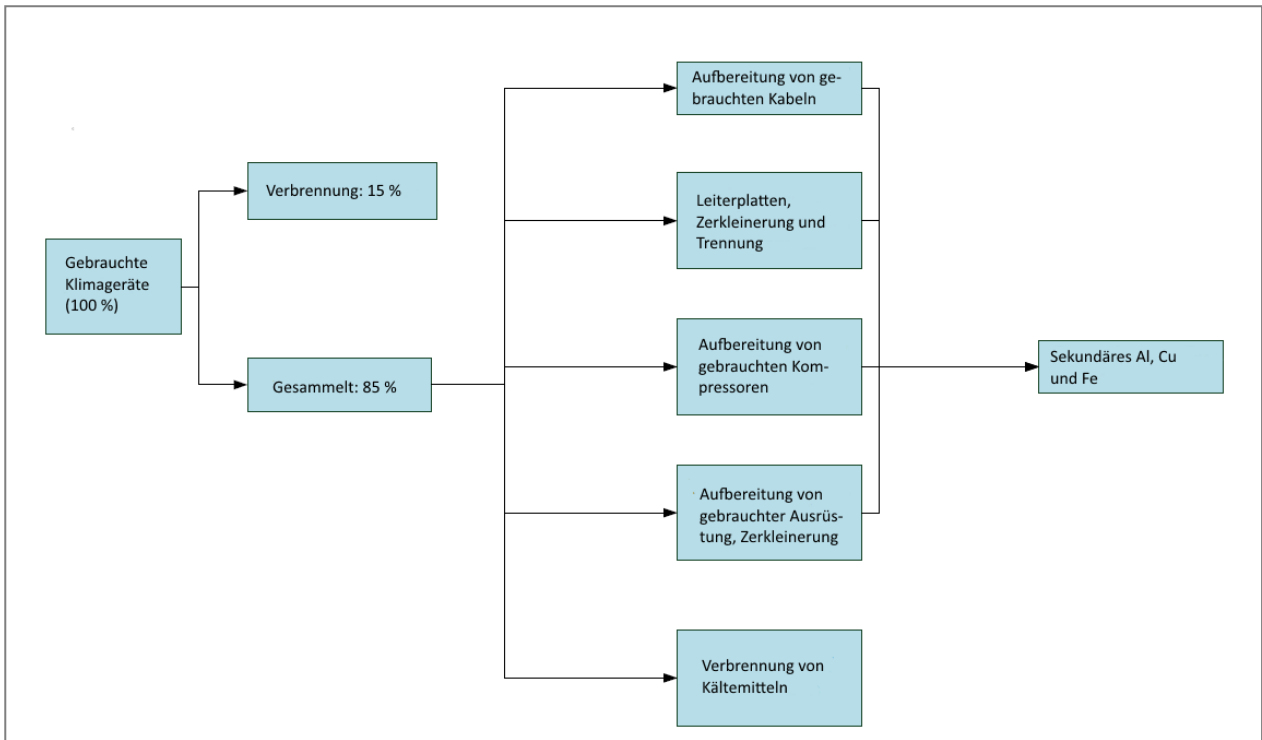 Gebrauchte
Klimageräte
(100 %)
Verbrennung: 15 %
Gesammelt: 85 %
Aufbereitung von ge-
brauchten Kabeln
Leiterplatten,
Zerkleinerung und
Trennung
Aufbereitung von
gebrauchten Kom-
pressoren
Aufbereitung von
gebrauchter Ausrüs-
tung, Zerkleinerung
Verbrennung von
Kältemitteln
Sekundäres Al, Cu
und Fe